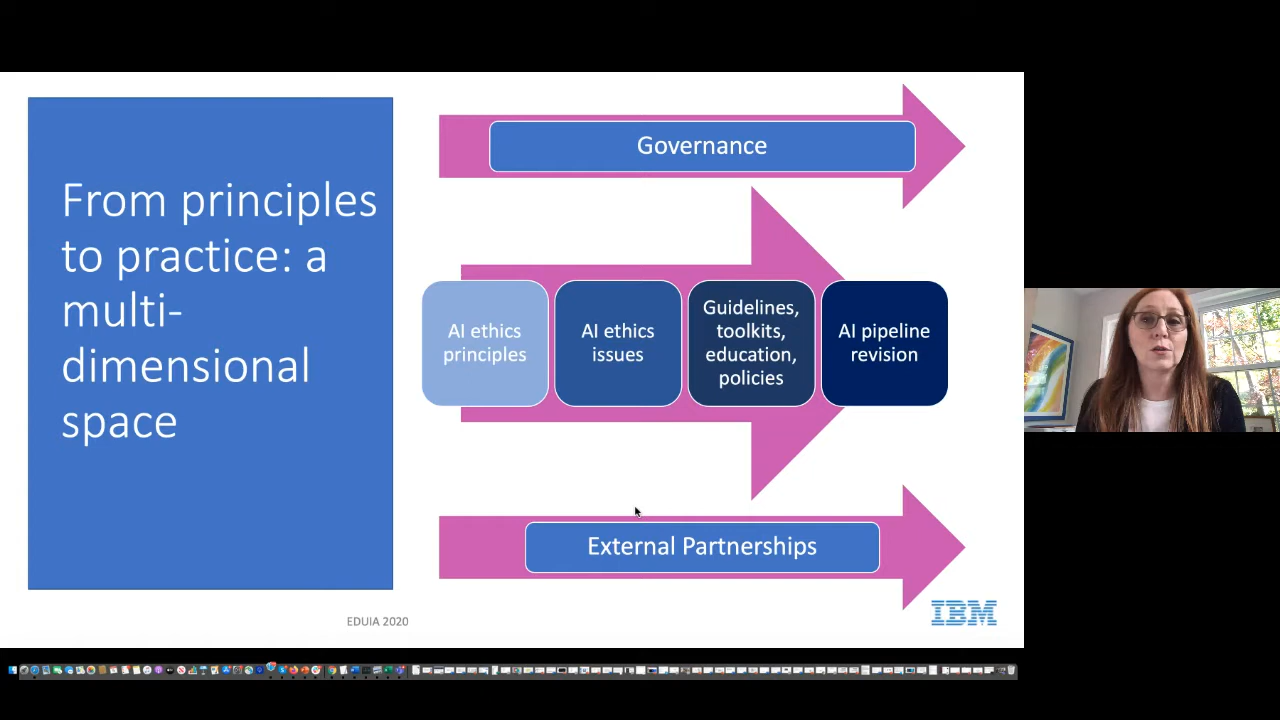 From principles
to practice: a
multi-
dimensional
space
Governance
AI ethics
principles
AI ethics
issues
Guidelines,
toolkits,
education,
policies
AI pipeline
revision
External Partnerships
EDUIA 2020
IBM